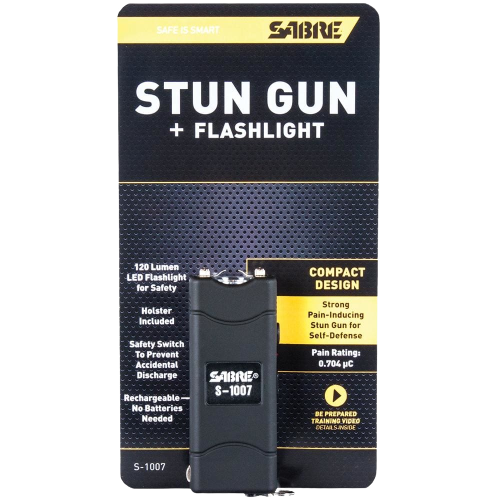 SAFE IS SMART
SABRE
STUN GUN
+ FLASHLIGHT
120 Lumen
LED Flashlight
for Safety
Holster
Included
Safety Switch
To Prevent
Accidental
Discharge
Rechargeable—
No Batteries
Needed
S-1007
SABRE®
S-1007
COMPACT
DESIGN
Strong
Pain-Inducing
Stun Gun for
Self-Defense
Pain Rating:
0.704 µC
BE PREPARED
TRAINING VIDEO
DETAILS INSIDE